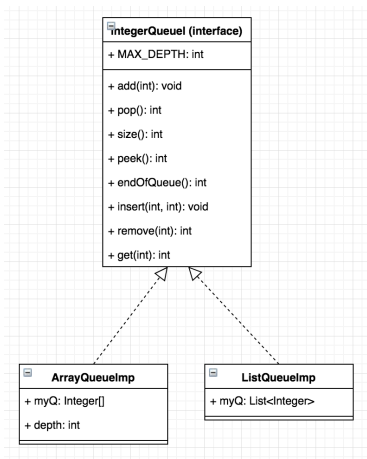 IntegerQueueI (interface)
+ MAX_DEPTH: int
+ add(int): void
+ pop(): int
+ size(): int
+ peek(): int
+ endOfQueue(): int
+ insert(int, int): void
+ remove(int): int
+ get(int): int
ArrayQueueImp
+ myQ: Integer[]
+ depth: int
ListQueueImp
+ myQ: List<Integer>